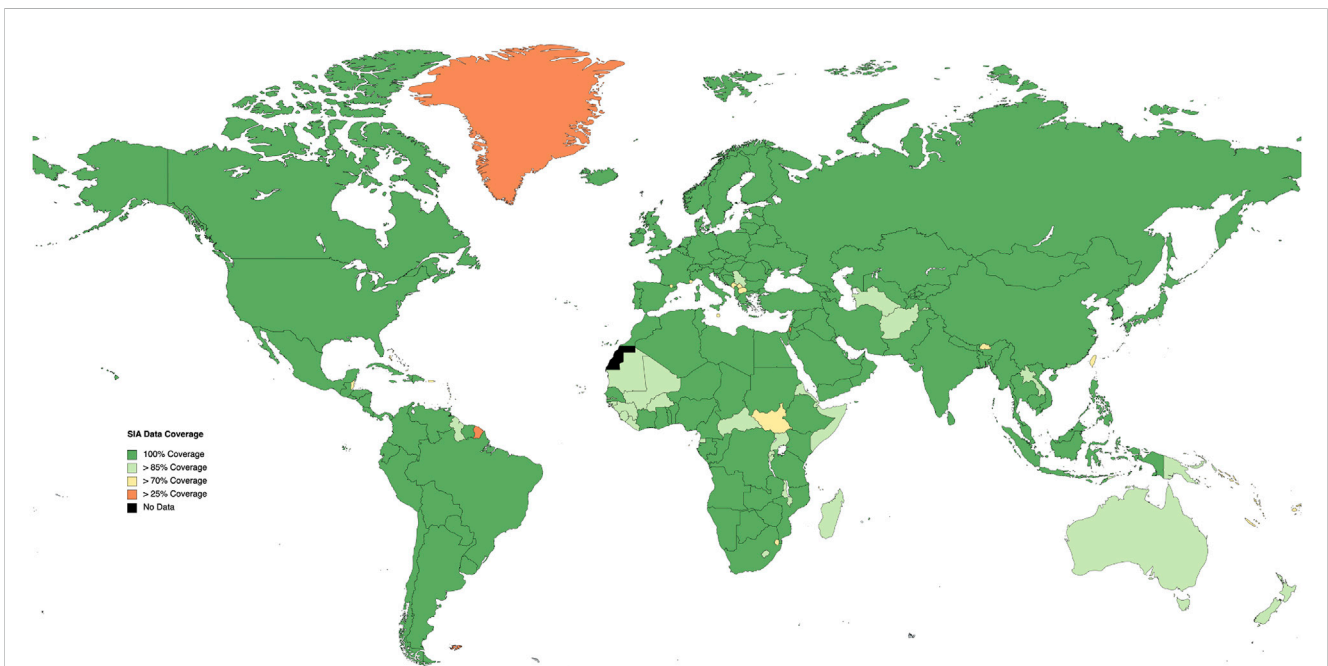 SIA Data Coverage
100% Coverage
> 85% Coverage
> 70% Coverage
> 25% Coverage
No Data